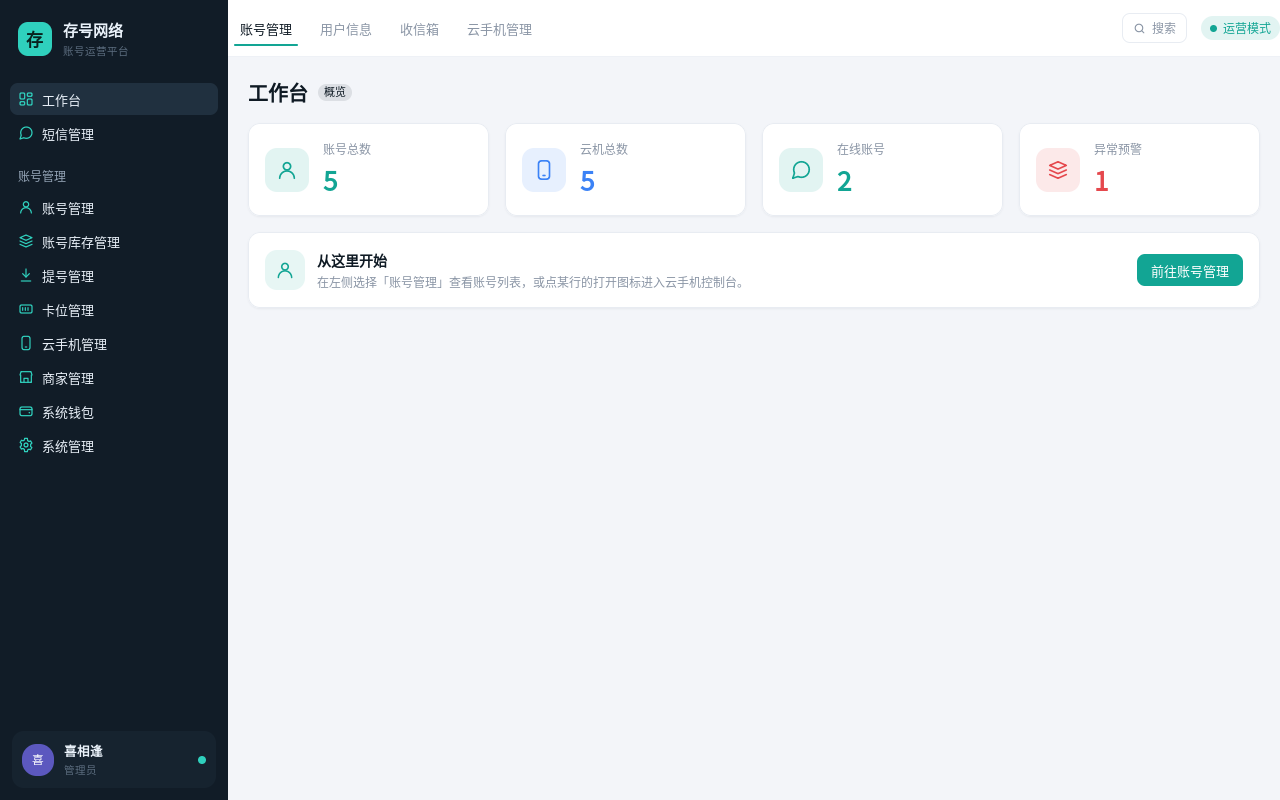 存
存号网络
账号运营平台
工作台
短信管理
账号管理
账号管理
账号库存管理
提号管理
卡位管理
云手机管理
商家管理
系统钱包
系统管理
喜
喜相逢
管理员
账号管理
用户信息
收信箱
云手机管理
搜索
运营模式
工作台
概览
账号总数
5
云机总数
5
在线账号
2
异常预警
1
从这里开始
在左侧选择「账号管理」查看账号列表，或点某行的打开图标进入云手机控制台。
前往账号管理